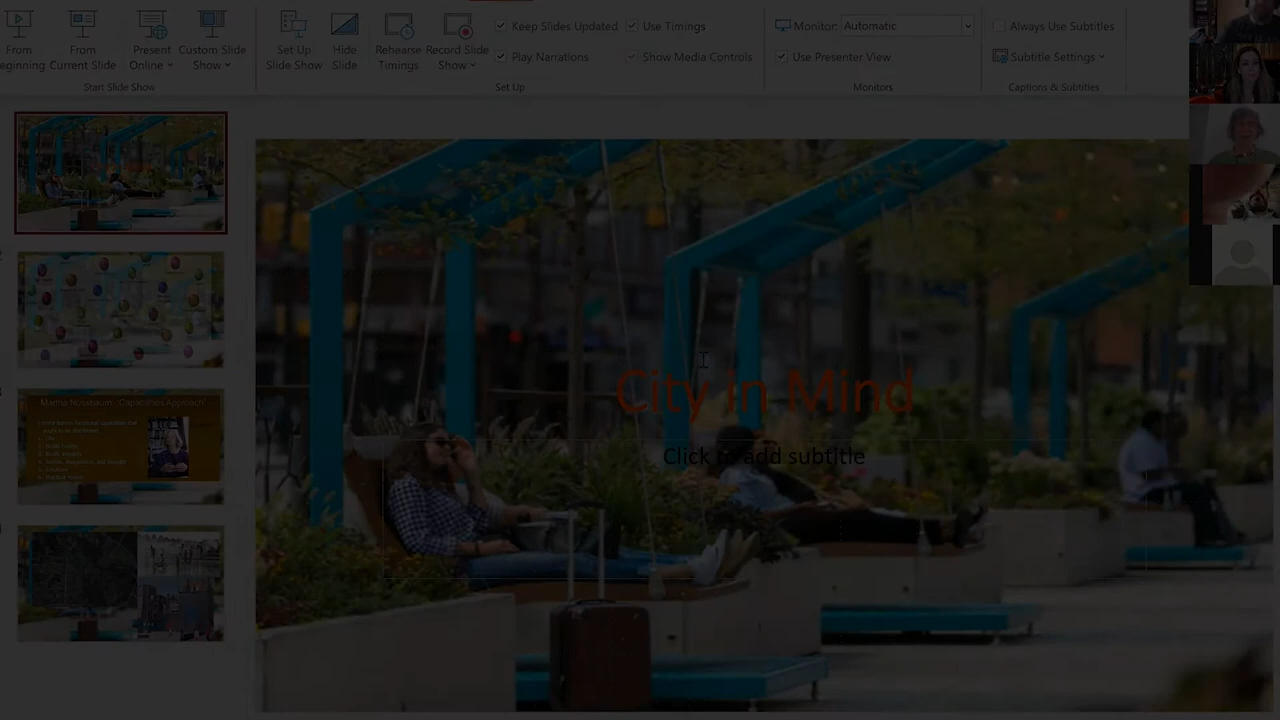 From
eginning
From
Current Slide
Present
Online
Custom Slide
Show
Set Up
Slide Show
Hide
Slide
Rehearse
Timings
Record Slide
Show
Keep Slides Updated
Use Timings
Play Narrations
Show Media Controls
Monitor: Automatic
Use Presenter View
Always Use Subtitles
Subtitle Settings
Start Slide Show
Set Up
Monitors
Captions & Subtitles
Martha Nussbaum "Capabilities Approach"
City in Mind
Click to add subtitle